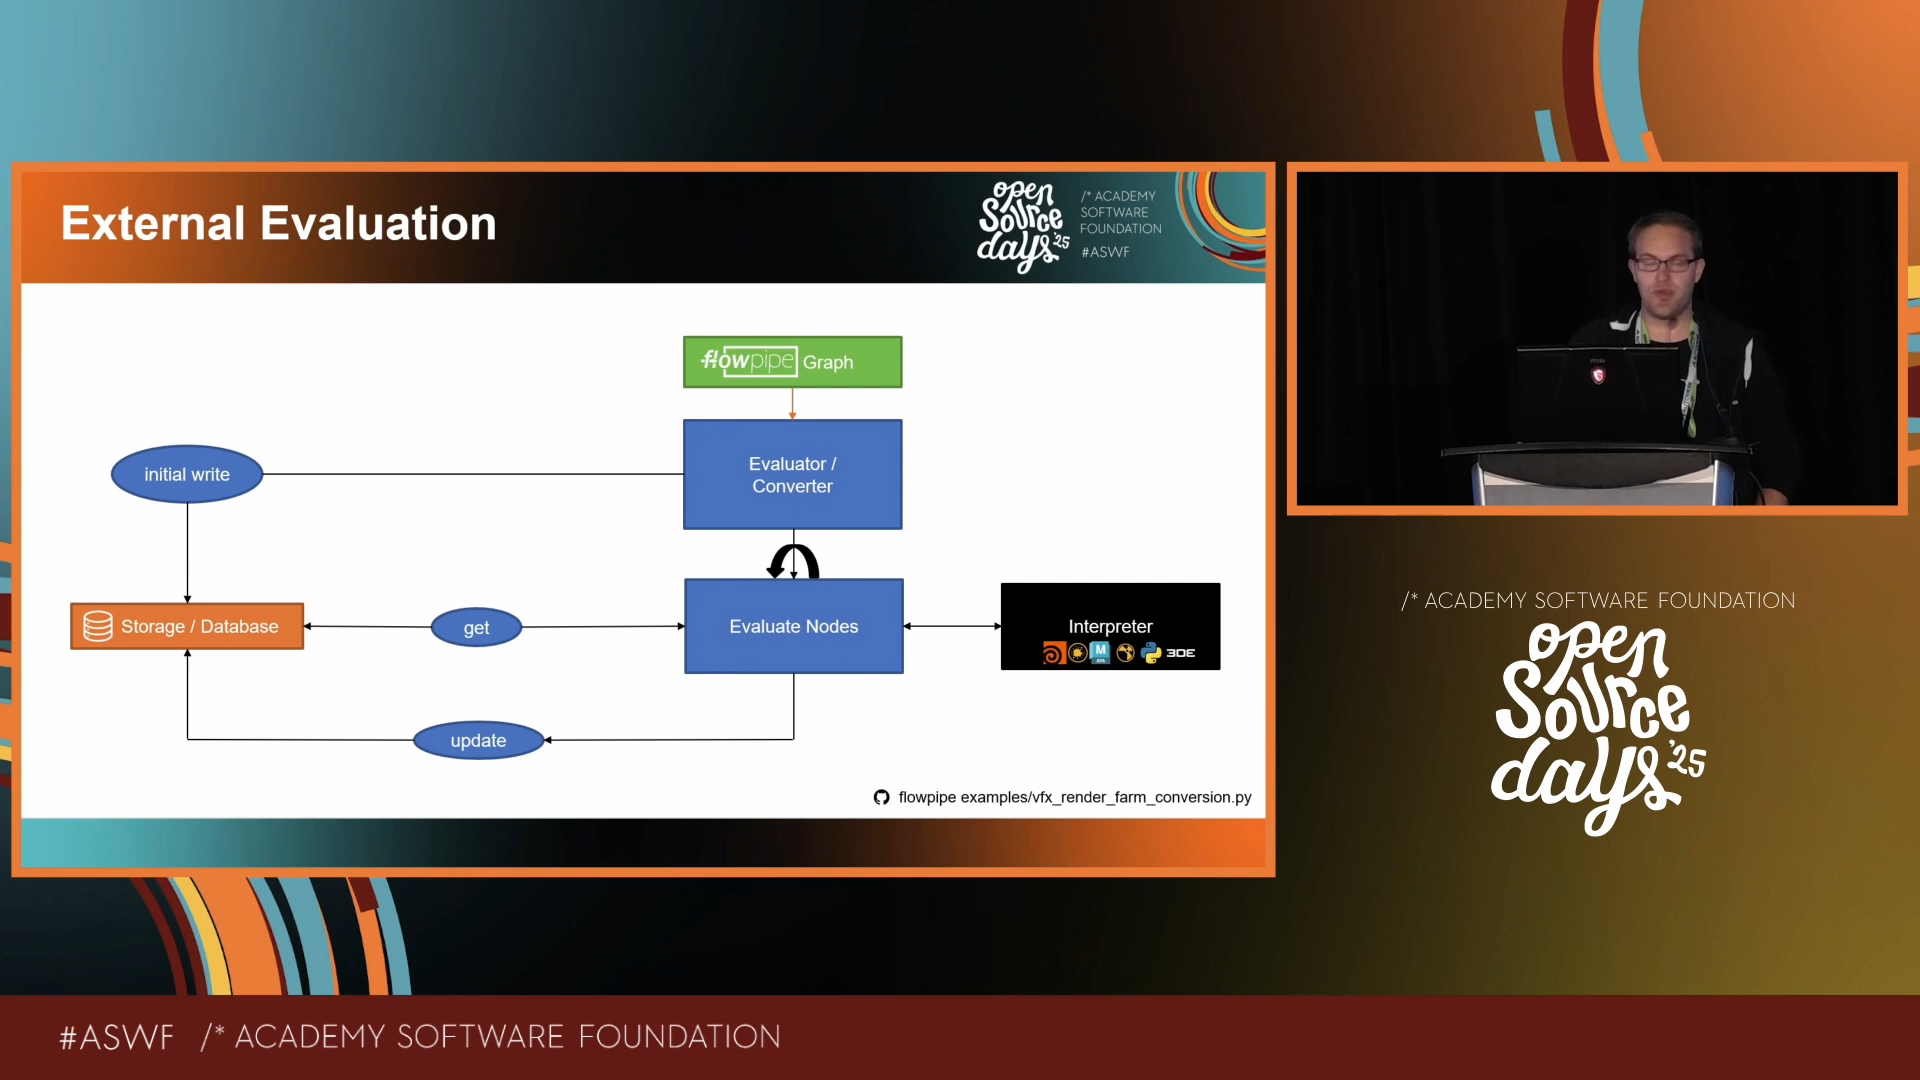 External Evaluation
open
Source
days '25
/* ACADEMY
SOFTWARE
FOUNDATION
#ASWF
flowpipe Graph
Evaluator /
Converter
initial write
Storage / Database
get
Evaluate Nodes
Interpreter
M
3DE
update
flowpipe examples/vfx_render_farm_conversion.py
/* ACADEMY SOFTWARE FOUNDATION
open
Source
days '25
#ASWF /* ACADEMY SOFTWARE FOUNDATION